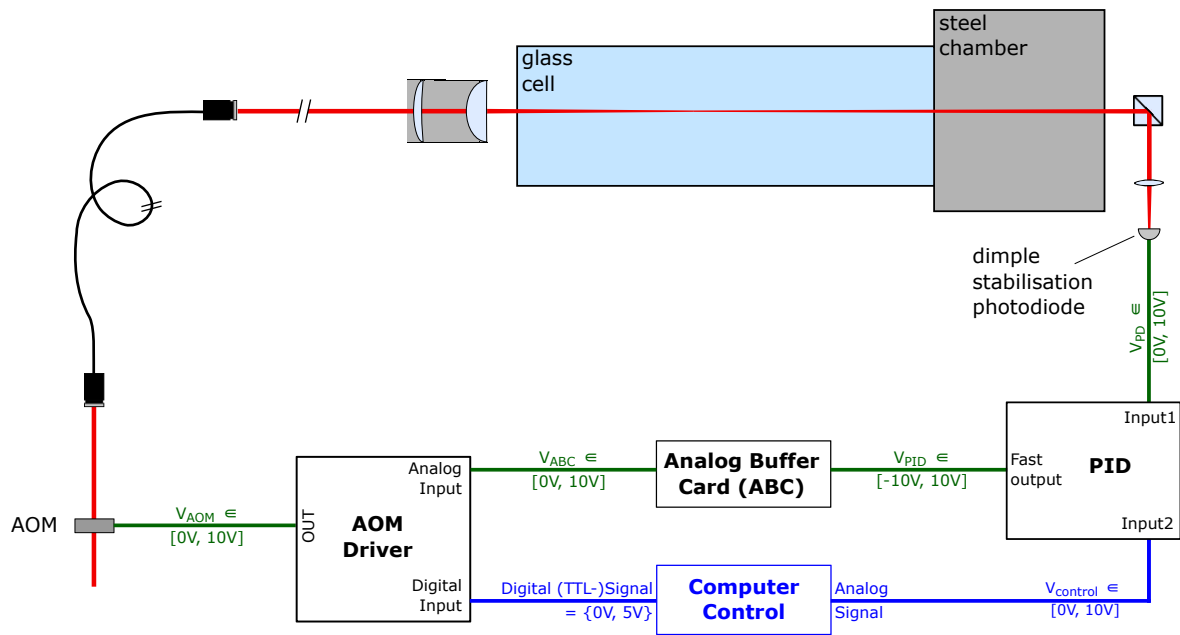 steel
chamber
glass
cell
dimple
stabilisation
photodiode
V_PD ∈
[0V, 10V]
Input1
PID
Fast
output
Input2
V_PID ∈
[-10V, 10V]
Analog Buffer
Card (ABC)
V_ABC ∈
[0V, 10V]
Analog
Input
AOM
Driver
OUT
Digital
Input
V_AOM ∈
[0V, 10V]
AOM
Digital (TTL-)Signal
= {0V, 5V}
Computer
Control
Analog
Signal
V_control ∈
[0V, 10V]